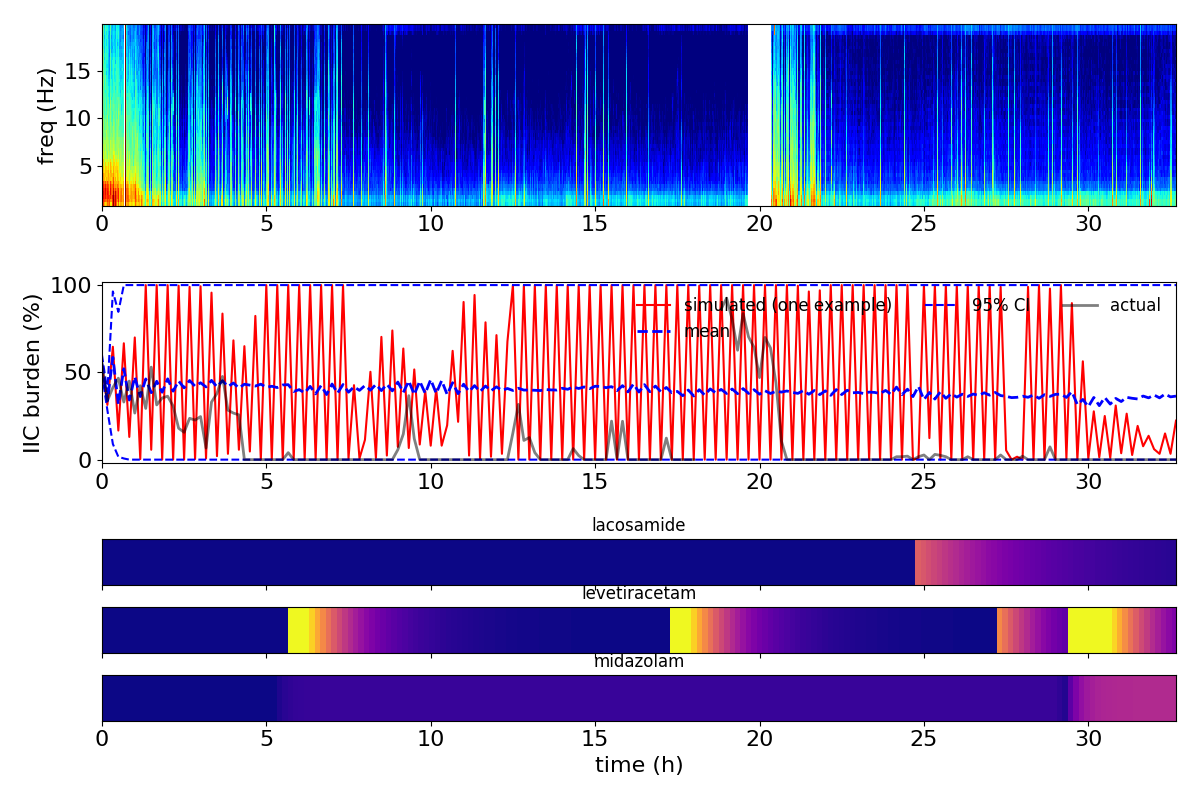 freq (Hz)
15
10
5
0 5 10 15 20 25 30
IIC burden (%)
100
50
0
simulated (one example)
mean
95% CI
actual
0 5 10 15 20 25 30
lacosamide
levetiracetam
midazolam
0 5 10 15 20 25 30
time (h)